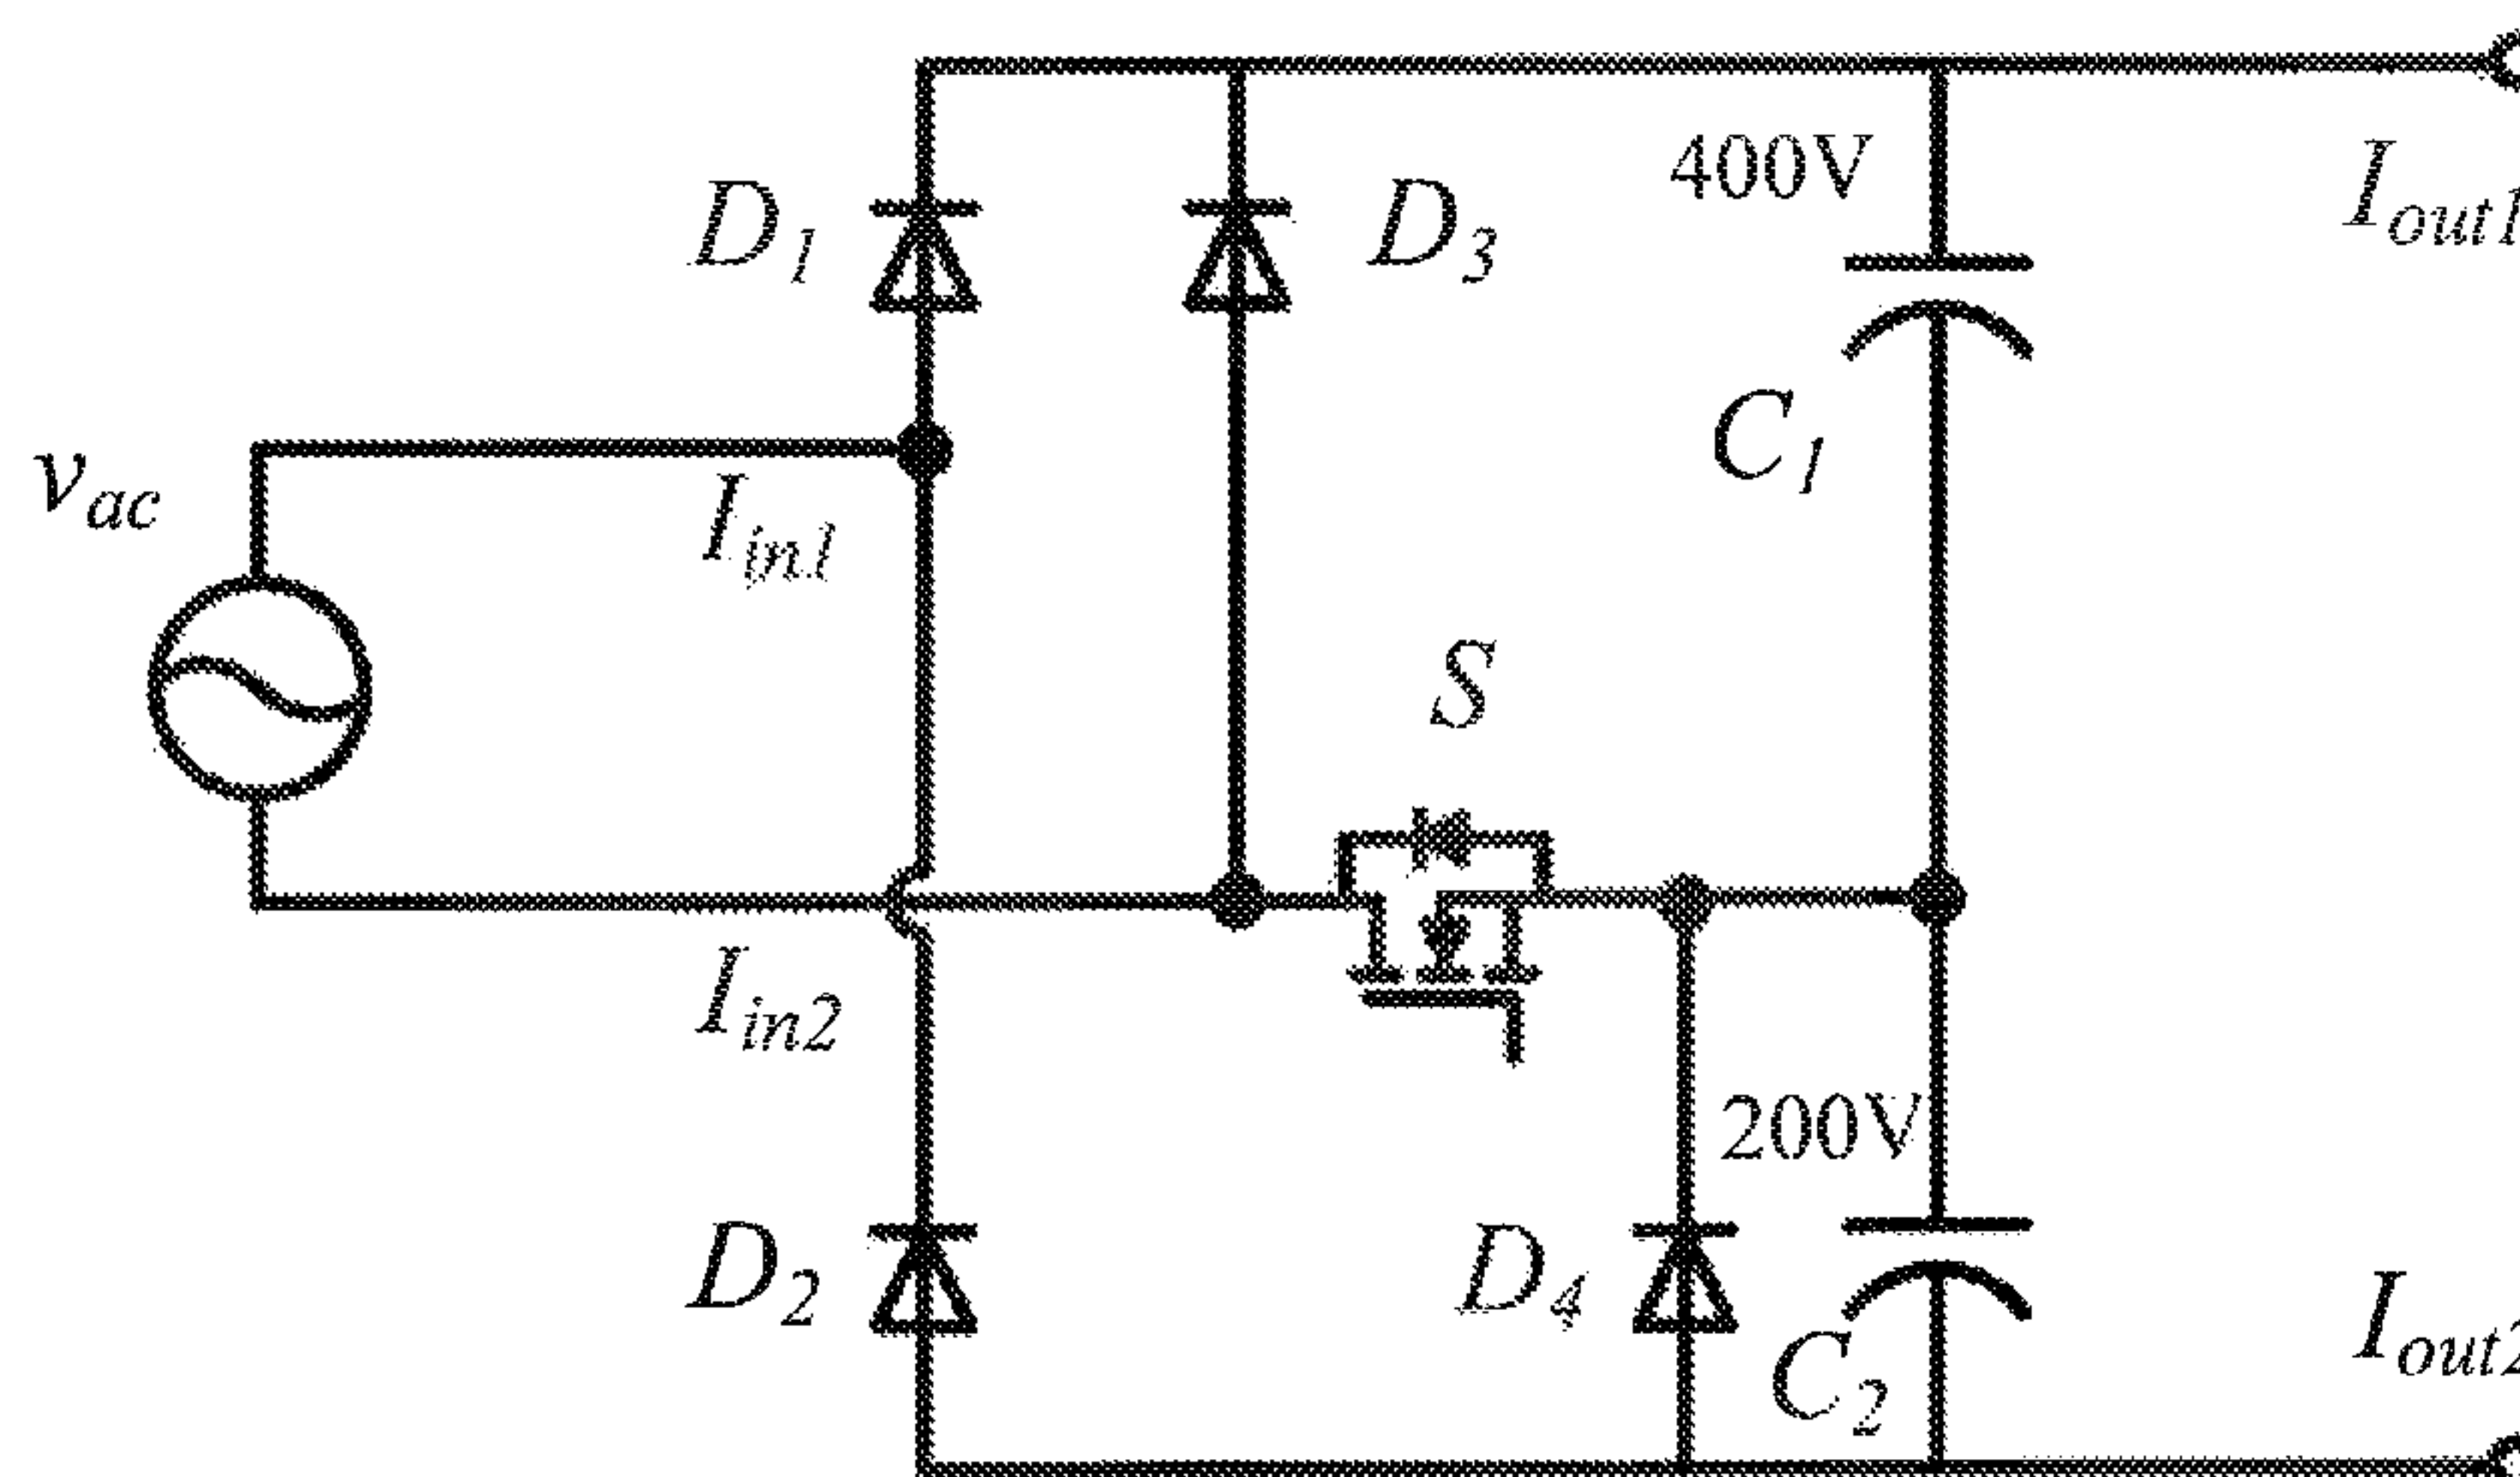 400V
I_out1
D_1
D_3
C_1
v_ac
I_in1
S
I_in2
200V
D_2
D_4
C_2
I_out2